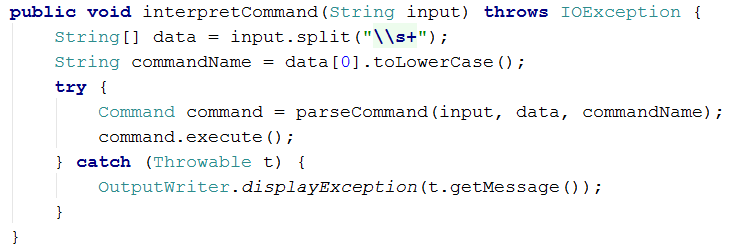 public void interpretCommand(String input) throws IOException {
    String[] data = input.split("\\s+");
    String commandName = data[0].toLowerCase();
    try {
        Command command = parseCommand(input, data, commandName);
        command.execute();
    } catch (Throwable t) {
        OutputWriter.displayException(t.getMessage());
    }
}